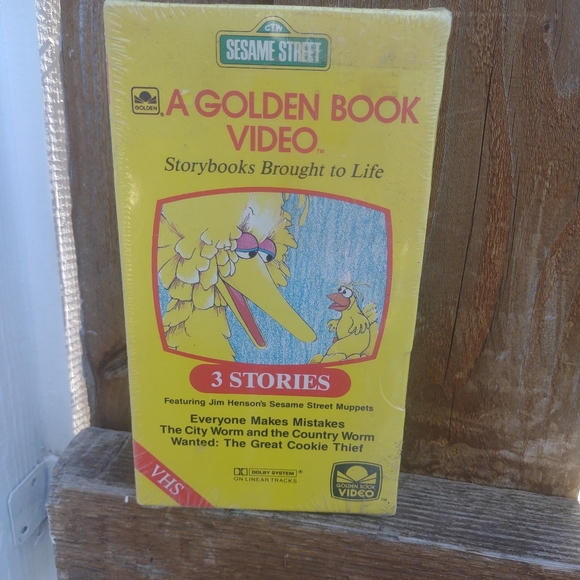 CTW
SESAME STREET
GOLDEN
A GOLDEN BOOK
VIDEO™
Storybooks Brought to Life
3 STORIES
Featuring Jim Henson's Sesame Street Muppets
Everyone Makes Mistakes
The City Worm and the Country Worm
Wanted: The Great Cookie Thief
VHS
DOLBY SYSTEM®
ON LINEAR TRACKS
GOLDEN BOOK
VIDEO™